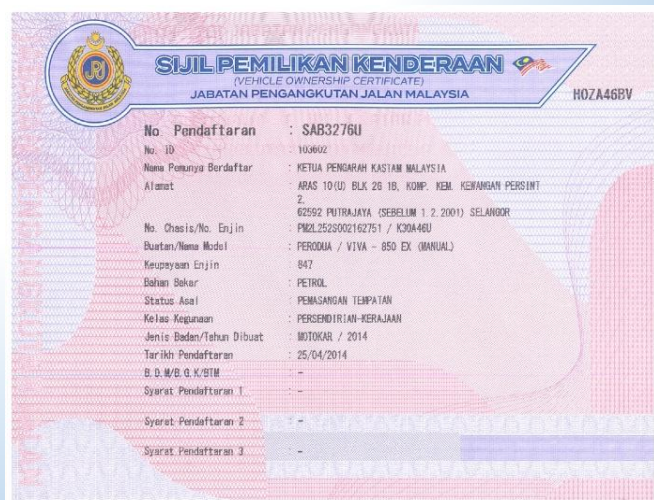 SIJIL PEMILIKAN KENDERAAN
(VEHICLE OWNERSHIP CERTIFICATE)
JABATAN PENGANGKUTAN JALAN MALAYSIA
HOZA46BV
No. Pendaftaran : SAB3276U
No. ID : 103602
Nama Pemunya Berdaftar : KETUA PENGARAH KASTAM MALAYSIA
Alamat : ARAS 10(U) BLK 2G 1B, KOMP. KEM. KEWANGAN PERSINT
2,
62592 PUTRAJAYA (SEBELUM 1.2.2001) SELANGOR
No. Chasis/No. Enjin : PM2L252S002162751 / K30A46U
Buatan/Nama Model : PERODUA / VIVA - 850 EX (MANUAL)
Keupayaan Enjin : 847
Bahan Bakar : PETROL
Status Asal : PEMASANGAN TEMPATAN
Kelas Kegunaan : PERSENDIRIAN-KERAJAAN
Jenis Badan/Tahun Dibuat : MOTOKAR / 2014
Tarikh Pendaftaran : 25/04/2014
B.D.M/B.G.K/BTM : -
Syarat Pendaftaran 1 : -
Syarat Pendaftaran 2 : -
Syarat Pendaftaran 3 : -